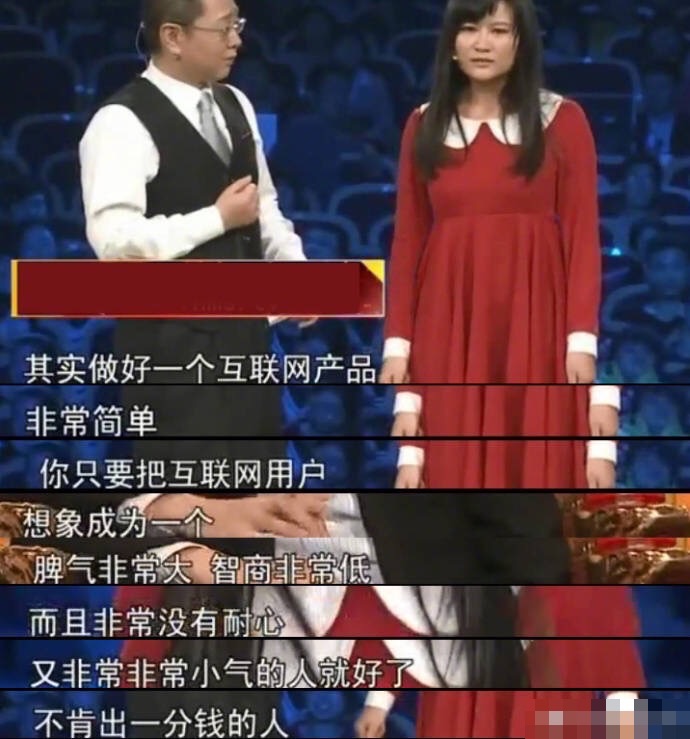 其实做好一个互联网产品
非常简单
你只要把互联网用户
想象成为一个
脾气非常大 智商非常低
而且非常没有耐心
又非常非常小气的人就好了
不肯出一分钱的人